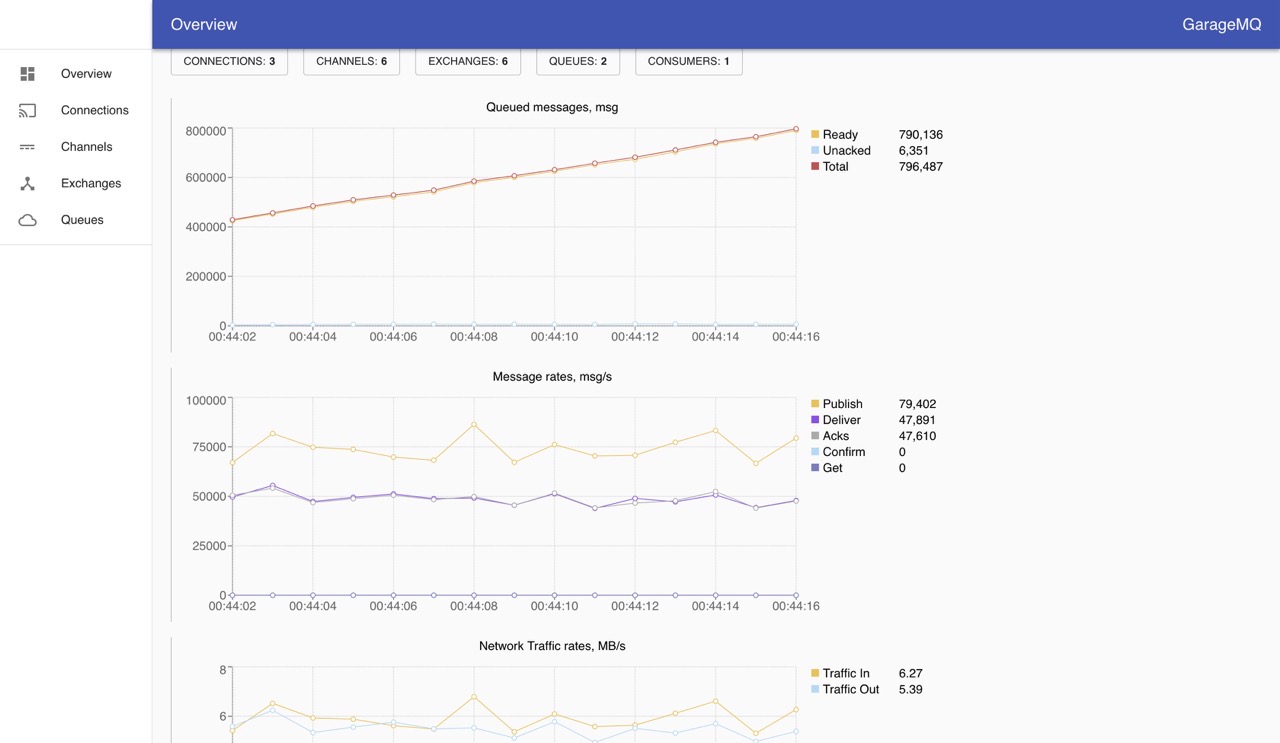 Overview GarageMQ
Overview
Connections
Channels
Exchanges
Queues
CONNECTIONS: 3 CHANNELS: 6 EXCHANGES: 6 QUEUES: 2 CONSUMERS: 1
Queued messages, msg
800000
600000
400000
200000
0
00:44:02 00:44:04 00:44:06 00:44:08 00:44:10 00:44:12 00:44:14 00:44:16
Ready 790,136
Unacked 6,351
Total 796,487
Message rates, msg/s
100000
75000
50000
25000
0
00:44:02 00:44:04 00:44:06 00:44:08 00:44:10 00:44:12 00:44:14 00:44:16
Publish 79,402
Deliver 47,891
Acks 47,610
Confirm 0
Get 0
Network Traffic rates, MB/s
8
6
Traffic In 6.27
Traffic Out 5.39